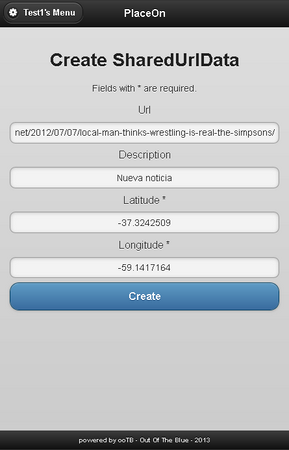 Test1's Menu
PlaceOn
Create SharedUrlData
Fields with * are required.
Url
net/2012/07/07/local-man-thinks-wrestling-is-real-the-simpsons/
Description
Nueva noticia
Latitude *
-37.3242509
Longitude *
-59.1417164
Create
powered by ooTB - Out Of The Blue - 2013